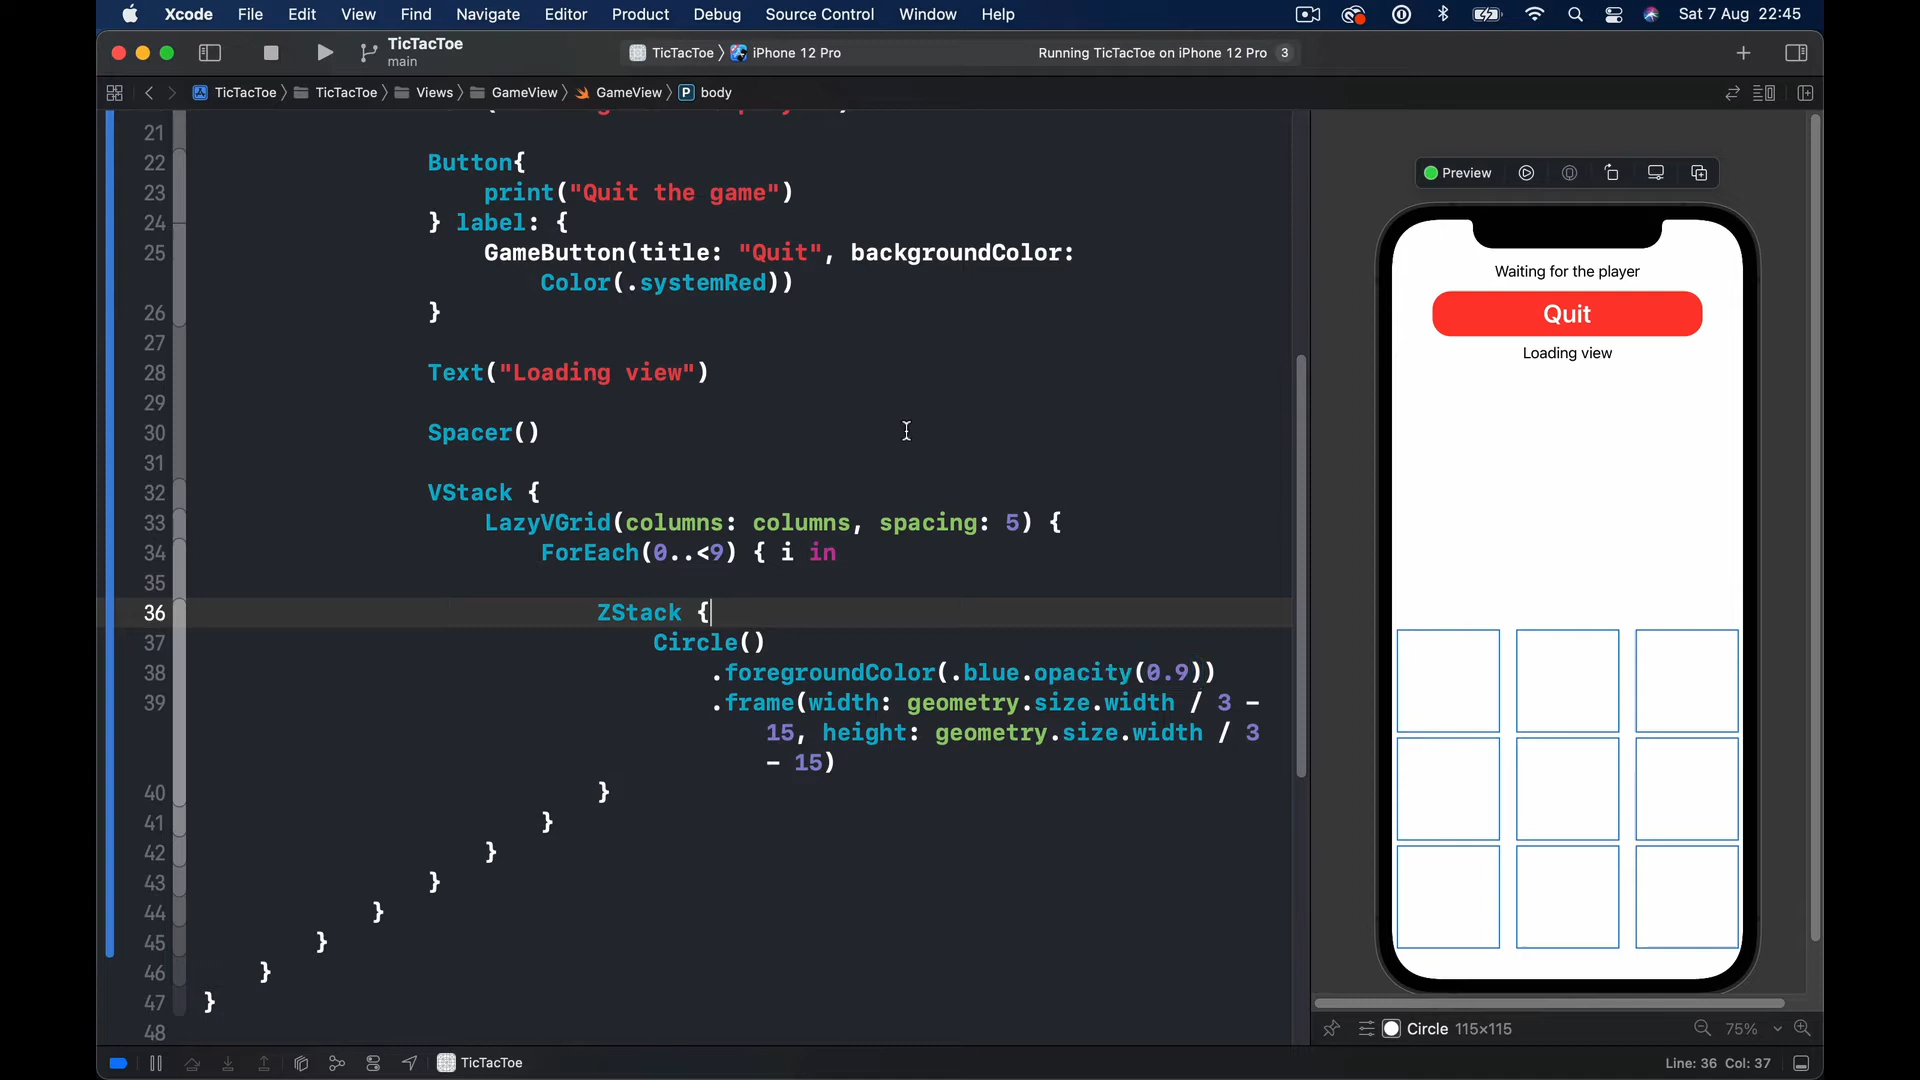 Xcode File Edit View Find Navigate Editor Product Debug Source Control Window Help Sat 7 Aug 22:45
TicTacToe
main
TicTacToe iPhone 12 Pro Running TicTacToe on iPhone 12 Pro 3
TicTacToe TicTacToe Views GameView GameView P body
21
22 Button{
23 print("Quit the game")
24 } label: {
25 GameButton(title: "Quit", backgroundColor:
Color(.systemRed))
26 }
27
28 Text("Loading view")
29
30 Spacer()
31
32 VStack {
33 LazyVGrid(columns: columns, spacing: 5) {
34 ForEach(0..<9) { i in
35
36 ZStack {
37 Circle()
38 .foregroundColor(.blue.opacity(0.9))
39 .frame(width: geometry.size.width / 3 -
15, height: geometry.size.width / 3
- 15)
40 }
41 }
42 }
43 }
44 }
45 }
46 }
47 }
48
Preview
Waiting for the player
Quit
Loading view
Circle 115x115 75%
TicTacToe Line: 36 Col: 37